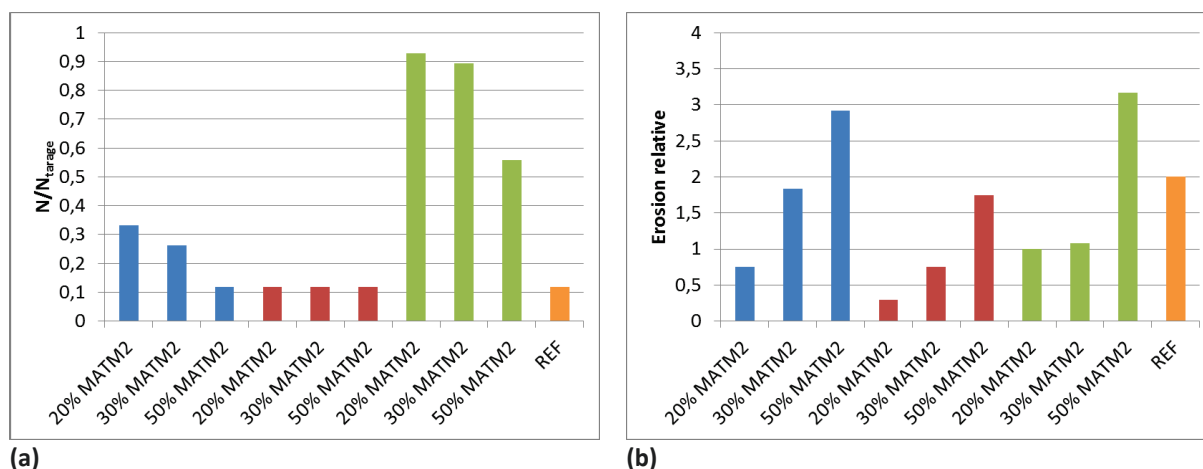 1
0,9
0,8
0,7
0,6
0,5
0,4
0,3
0,2
0,1
0
N/Ntarage
20% MATM2
30% MATM2
50% MATM2
20% MATM2
30% MATM2
50% MATM2
20% MATM2
30% MATM2
50% MATM2
REF
(a)
4
3,5
3
2,5
2
1,5
1
0,5
0
Erosion relative
20% MATM2
30% MATM2
50% MATM2
20% MATM2
30% MATM2
50% MATM2
20% MATM2
30% MATM2
50% MATM2
REF
(b)